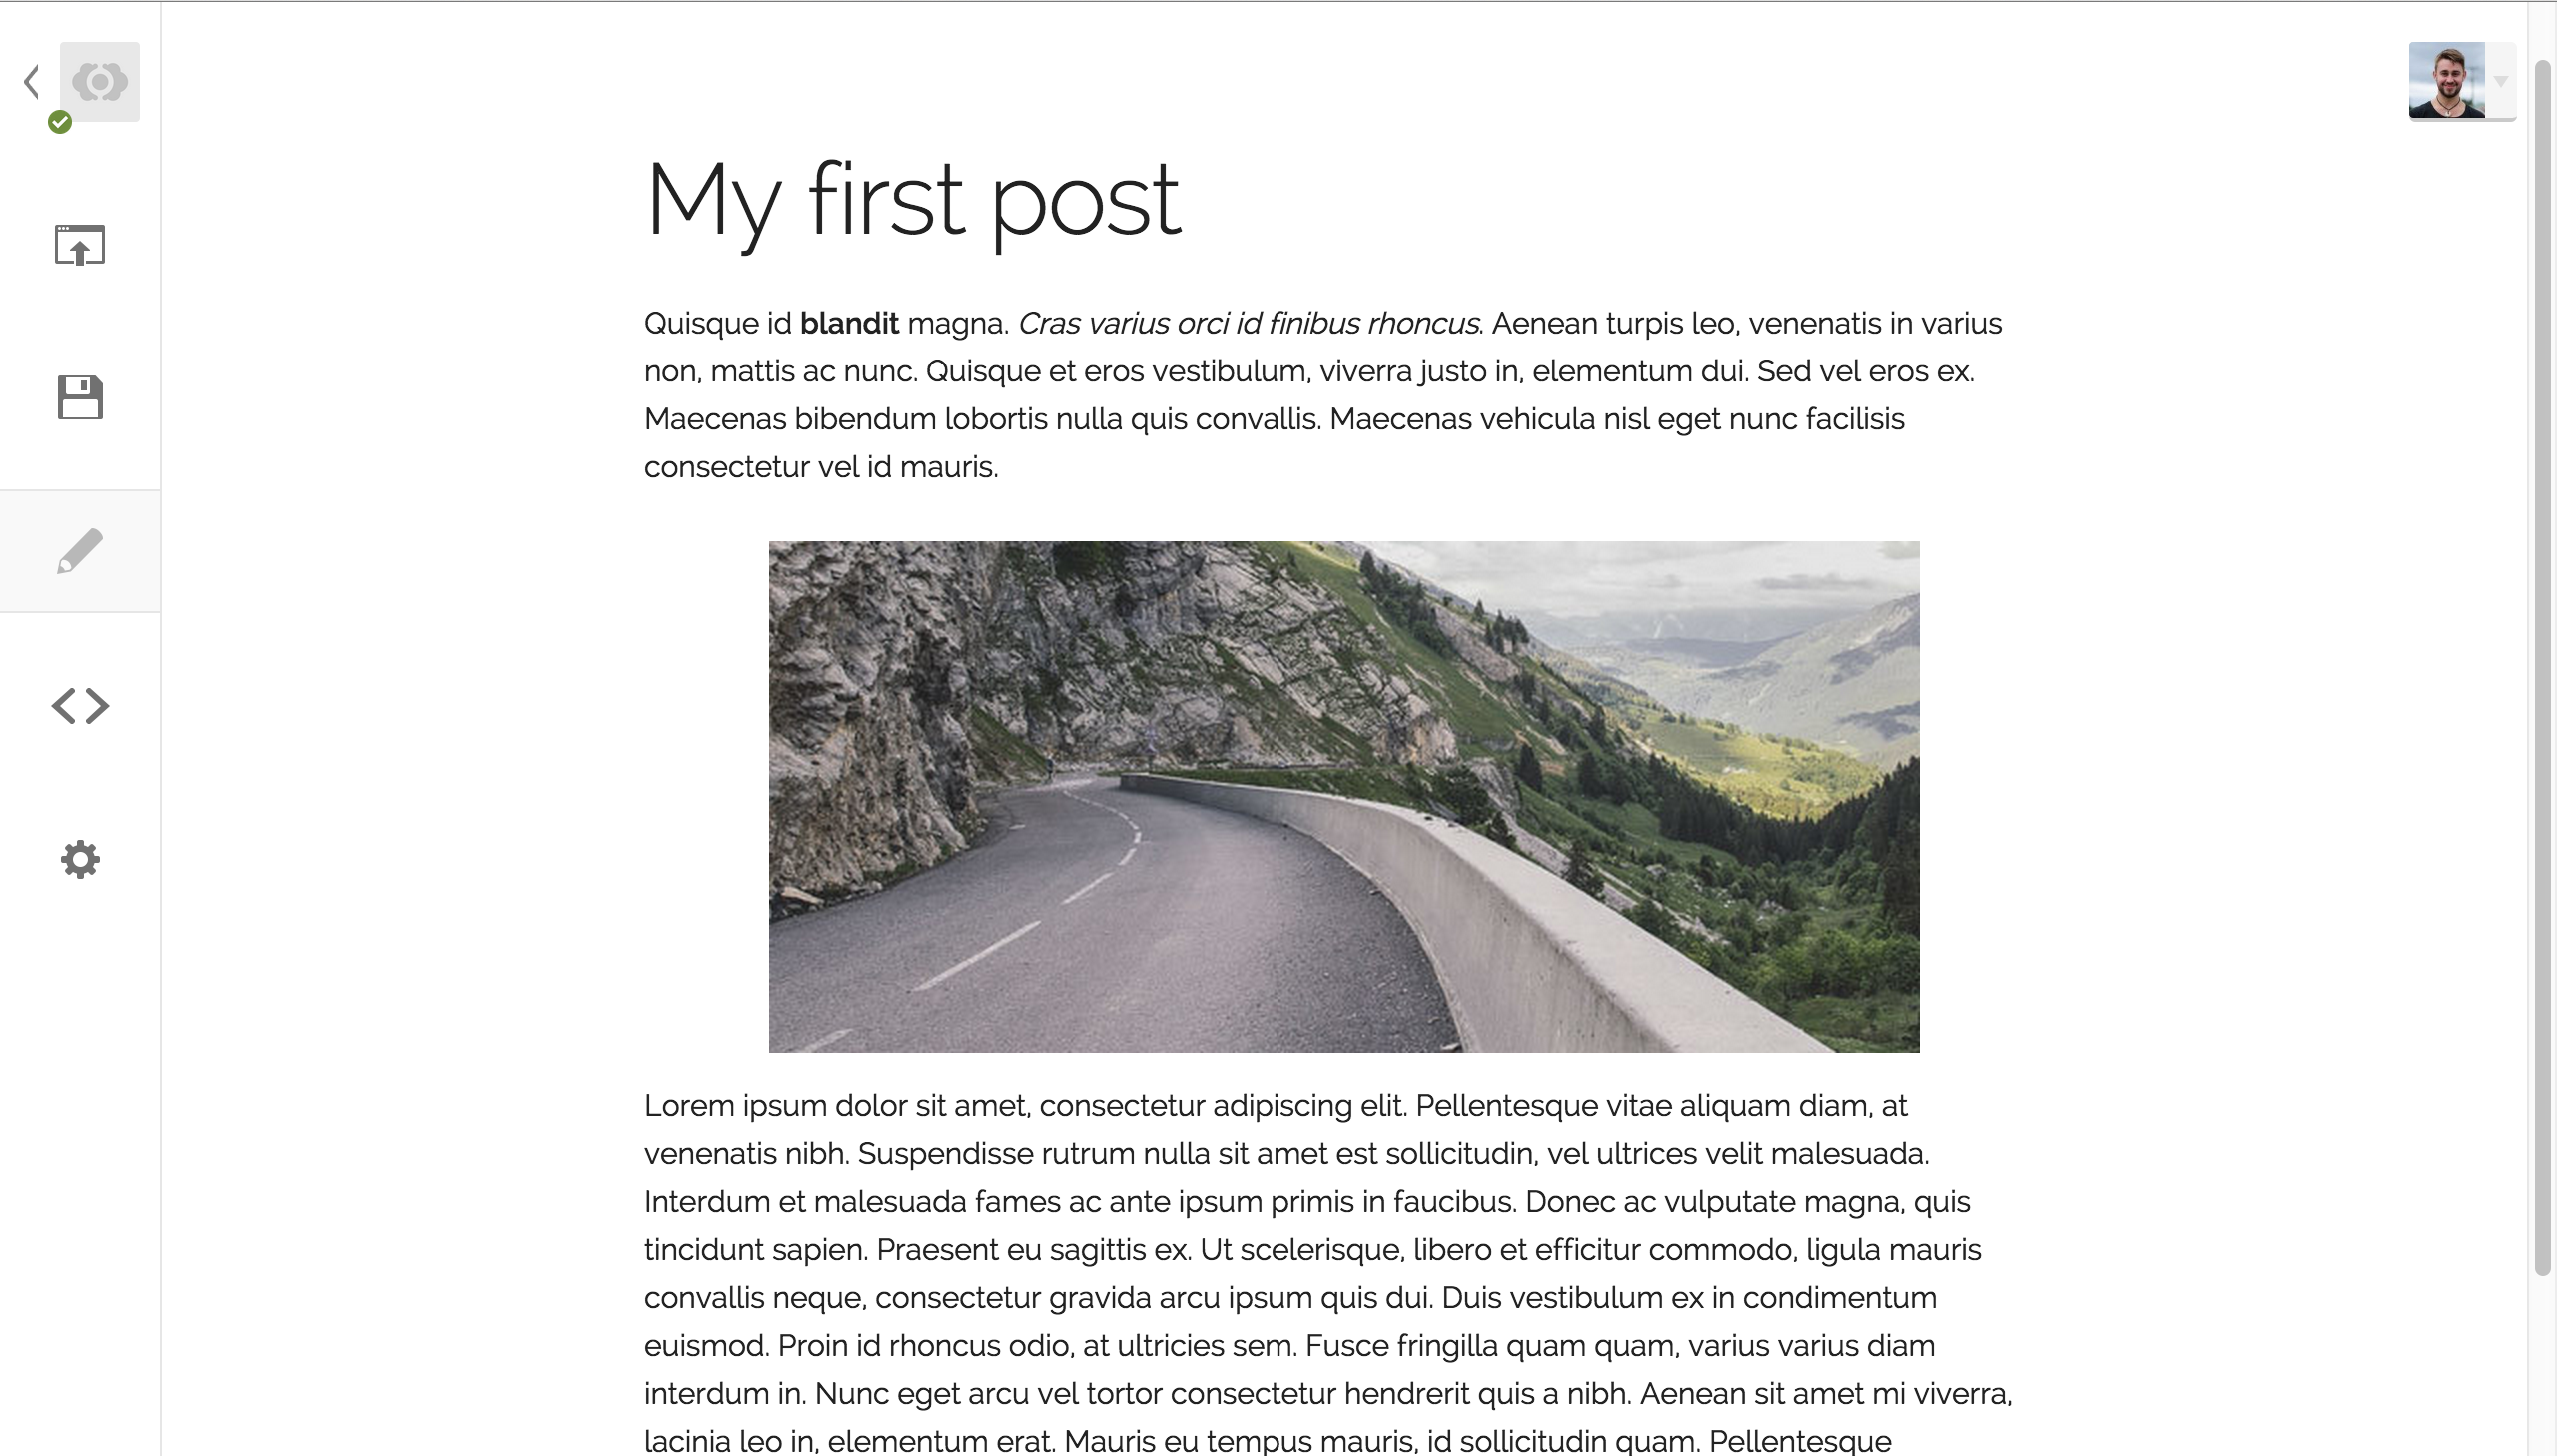 My first post
Quisque id blandit magna. Cras varius orci id finibus rhoncus. Aenean turpis leo, venenatis in varius
non, mattis ac nunc. Quisque et eros vestibulum, viverra justo in, elementum dui. Sed vel eros ex.
Maecenas bibendum lobortis nulla quis convallis. Maecenas vehicula nisl eget nunc facilisis
consectetur vel id mauris.
Lorem ipsum dolor sit amet, consectetur adipiscing elit. Pellentesque vitae aliquam diam, at
venenatis nibh. Suspendisse rutrum nulla sit amet est sollicitudin, vel ultrices velit malesuada.
Interdum et malesuada fames ac ante ipsum primis in faucibus. Donec ac vulputate magna, quis
tincidunt sapien. Praesent eu sagittis ex. Ut scelerisque, libero et efficitur commodo, ligula mauris
convallis neque, consectetur gravida arcu ipsum quis dui. Duis vestibulum ex in condimentum
euismod. Proin id rhoncus odio, at ultricies sem. Fusce fringilla quam quam, varius varius diam
interdum in. Nunc eget arcu vel tortor consectetur hendrerit quis a nibh. Aenean sit amet mi viverra,
lacinia leo in, elementum erat. Mauris eu tempus mauris, id sollicitudin quam. Pellentesque